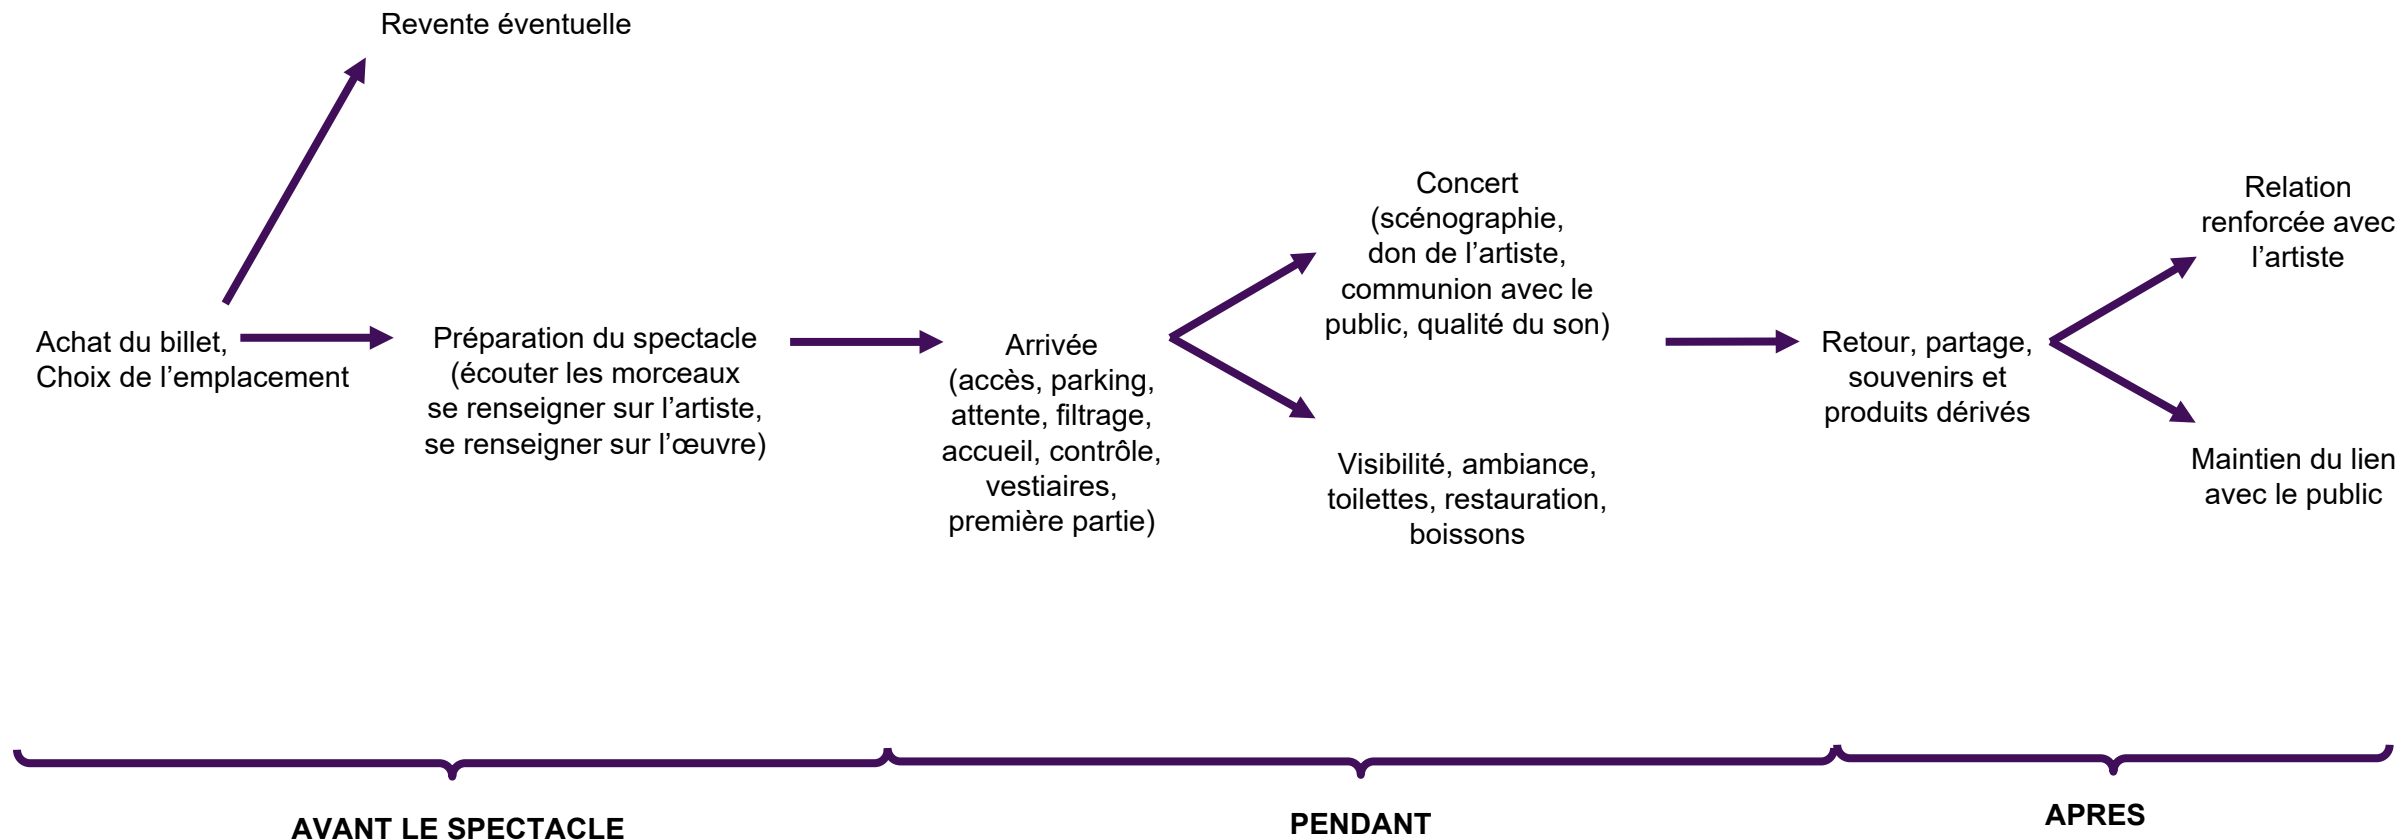 Revente éventuelle
Achat du billet,
Choix de l’emplacement
Préparation du spectacle
(écouter les morceaux
se renseigner sur l’artiste,
se renseigner sur l’œuvre)
Arrivée
(accès, parking,
attente, filtrage,
accueil, contrôle,
vestiaires,
première partie)
Concert
(scénographie,
don de l’artiste,
communion avec le
public, qualité du son)
Visibilité, ambiance,
toilettes, restauration,
boissons
Retour, partage,
souvenirs et
produits dérivés
Relation
renforcée avec
l’artiste
Maintien du lien
avec le public
AVANT LE SPECTACLE
PENDANT
APRES